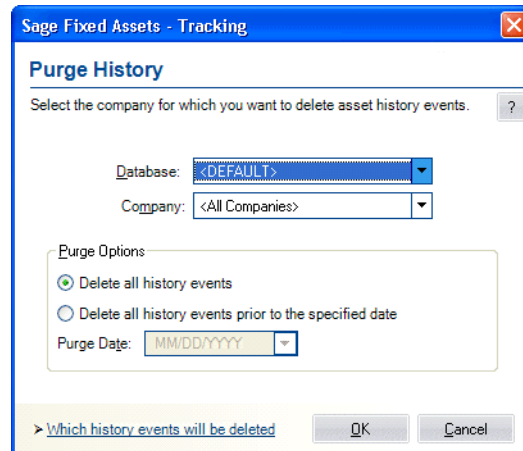 Sage Fixed Assets - Tracking
Purge History
Select the company for which you want to delete asset history events.
?
Database: <DEFAULT>
Company: <All Companies>
Purge Options
Delete all history events
Delete all history events prior to the specified date
Purge Date: MM/DD/YYYY
➤ Which history events will be deleted OK Cancel